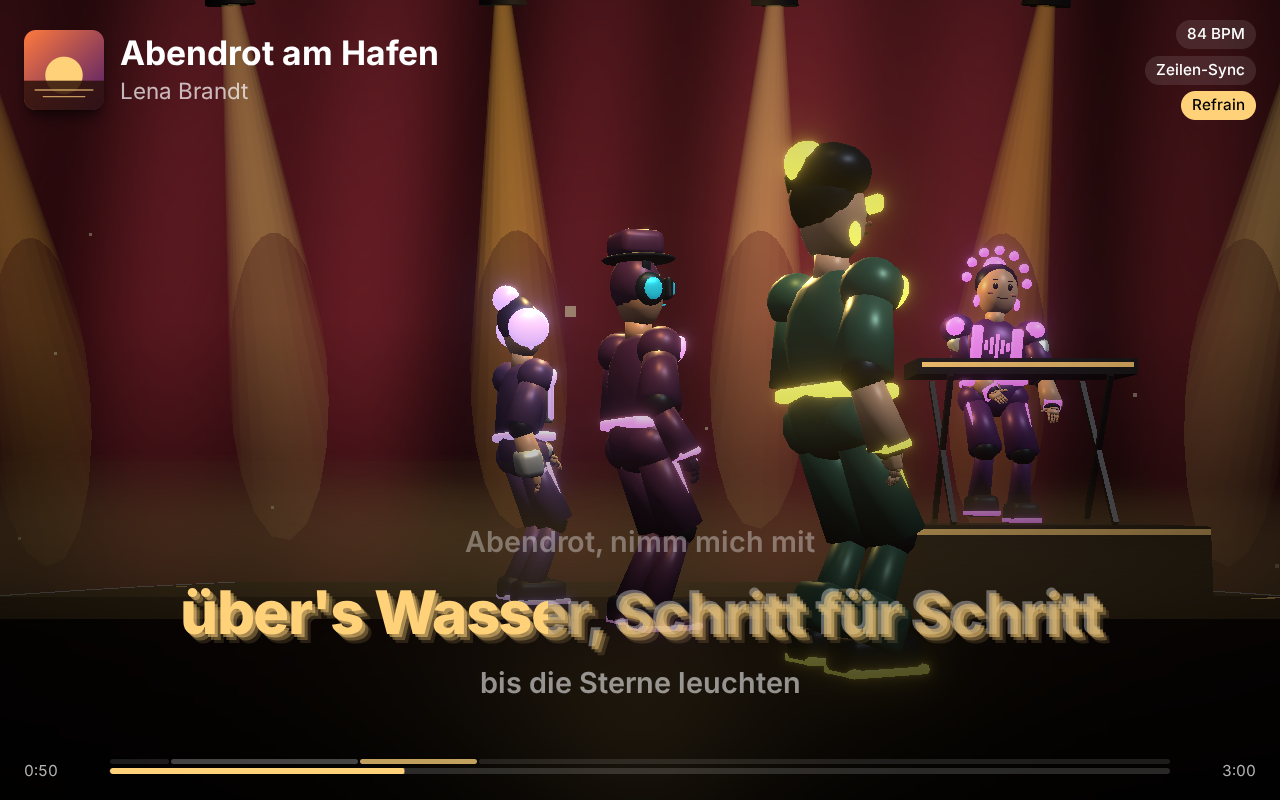 Abendrot am Hafen
Lena Brandt
84 BPM
Zeilen-Sync
Refrain
Abendrot, nimm mich mit
über's Wasser, Schritt für Schritt
bis die Sterne leuchten
0:50
3:00